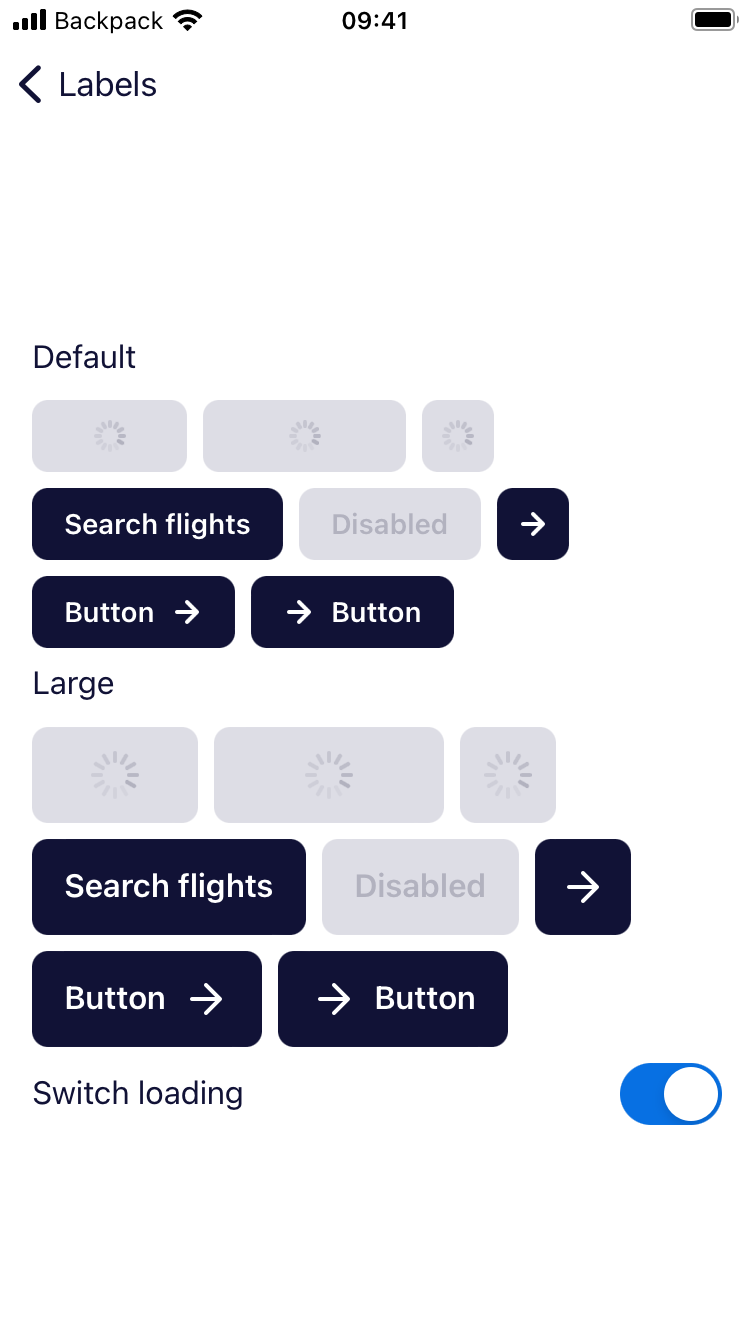 Backpack 09:41
Labels
Default
Search flights Disabled
Button Button
Large
Search flights Disabled
Button Button
Switch loading